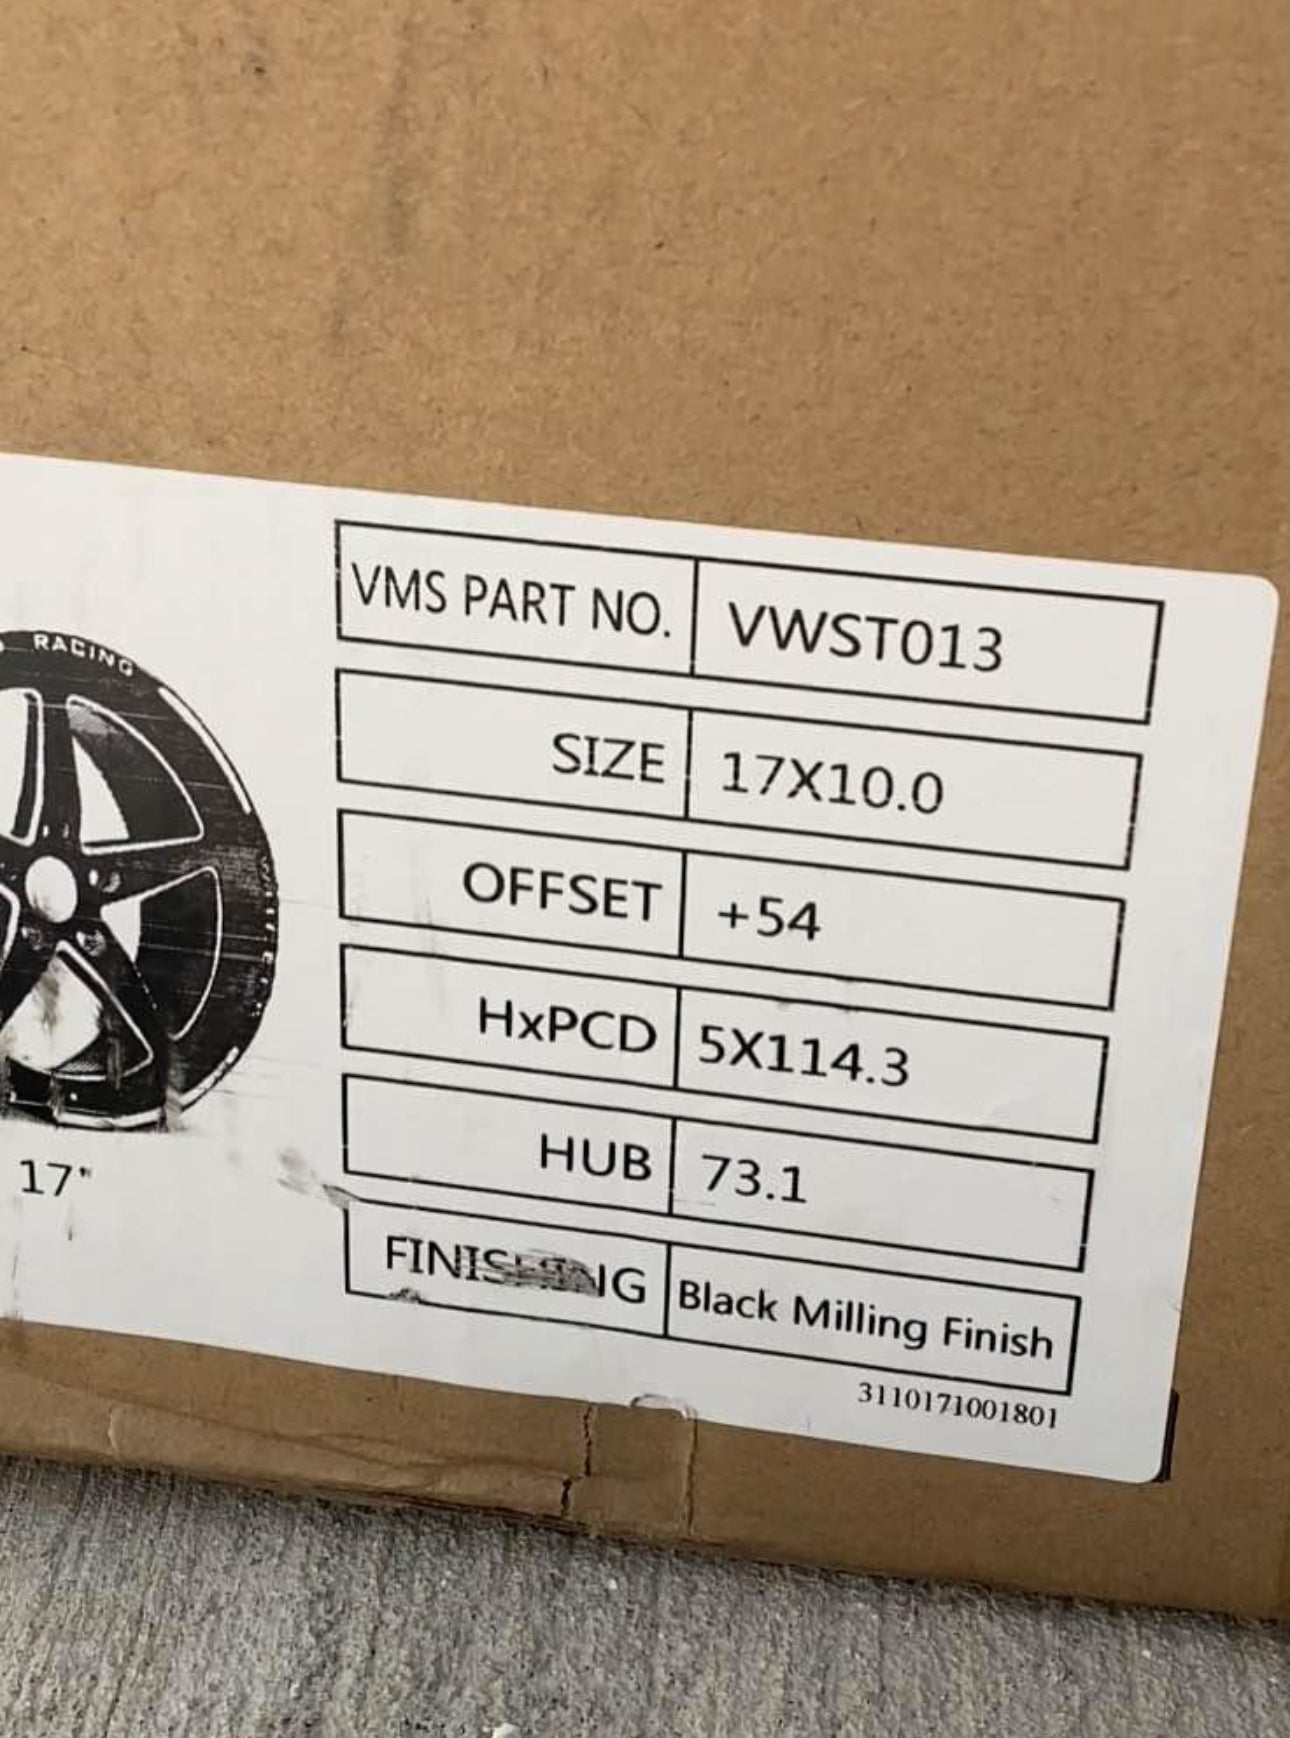 RACING
VMS PART NO. VWST013
SIZE 17X10.0
OFFSET +54
HxPCD 5X114.3
HUB 73.1
17"
FINISHING Black Milling Finish
3110171001801